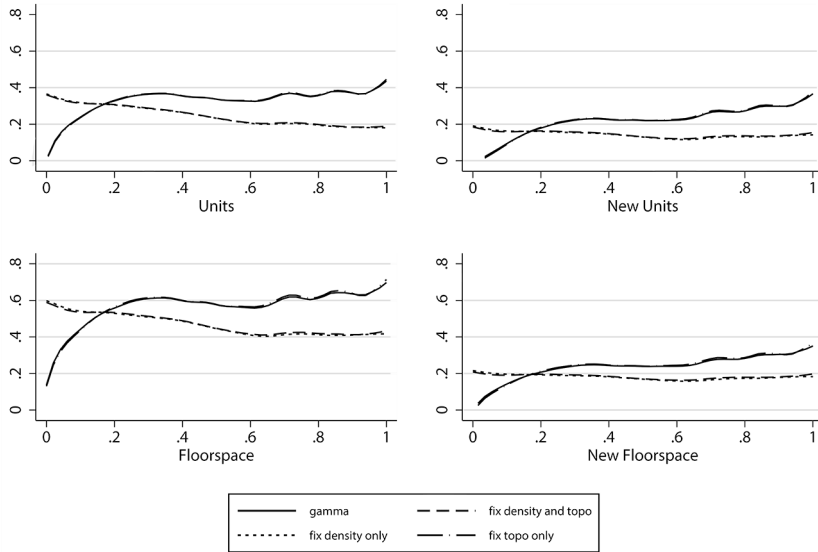 .8
.6
.4
.2
0
0 .2 .4 .6 .8 1
Units
.8
.6
.4
.2
0
0 .2 .4 .6 .8 1
New Units
.8
.6
.4
.2
0
0 .2 .4 .6 .8 1
Floorspace
.8
.6
.4
.2
0
0 .2 .4 .6 .8 1
New Floorspace
gamma fix density and topo
fix density only fix topo only